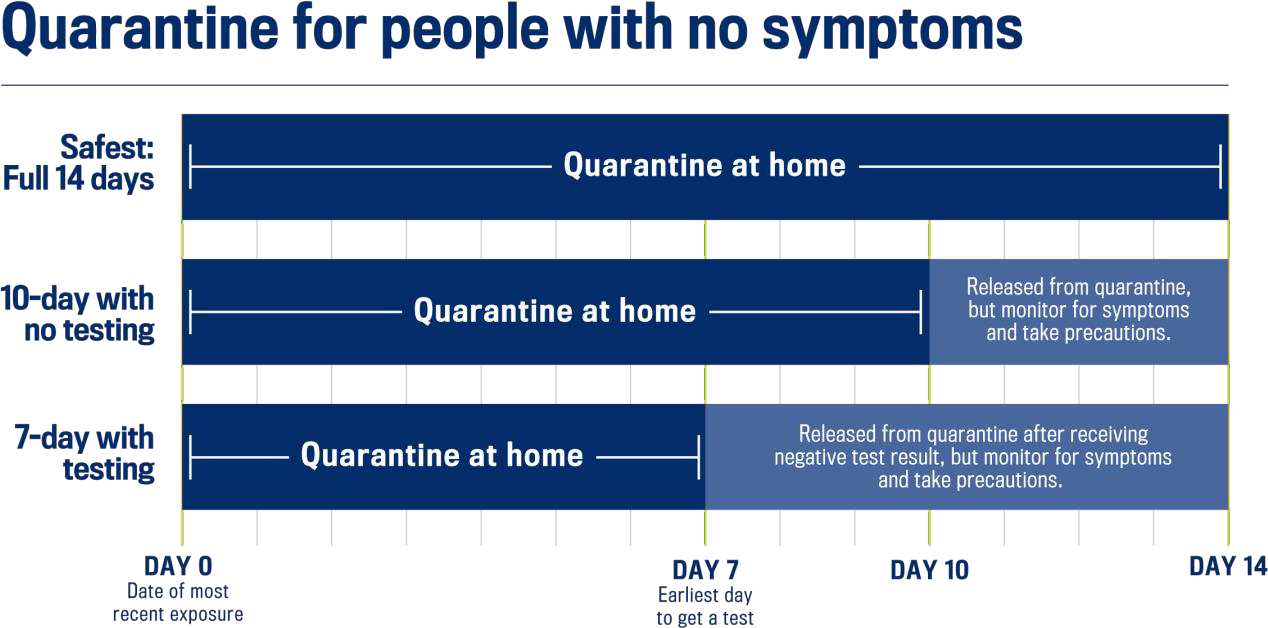 Quarantine for people with no symptoms
Safest:
Full 14 days
Quarantine at home
10-day with
no testing
Quarantine at home
Released from quarantine,
but monitor for symptoms
and take precautions.
7-day with
testing
Quarantine at home
Released from quarantine after receiving
negative test result, but monitor for symptoms
and take precautions.
DAY 0
Date of most
recent exposure
DAY 7
Earliest day
to get a test
DAY 10
DAY 14